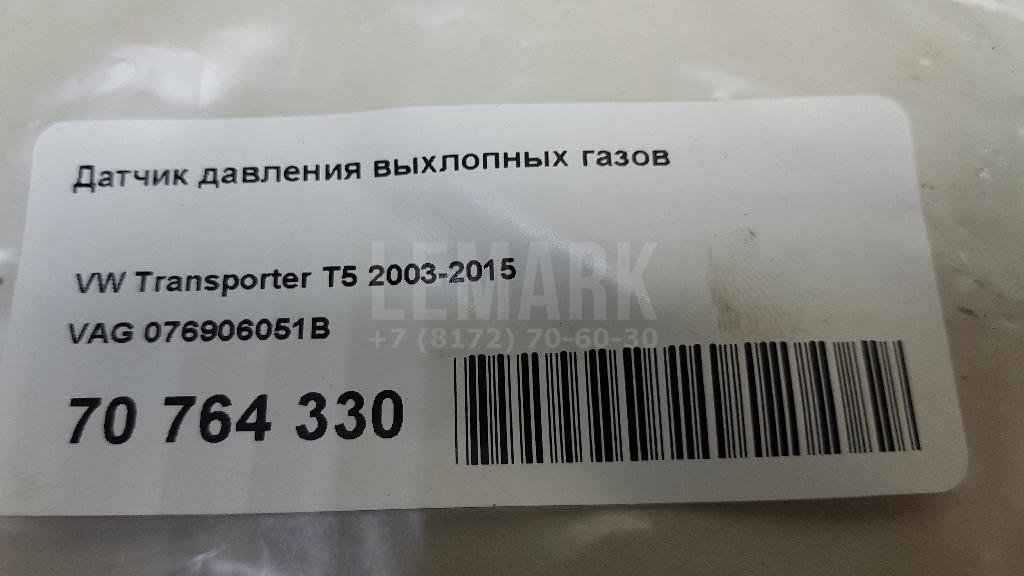 Датчик давления выхлопных газов
VW Transporter T5 2003-2015
LEMARK
VAG 076906051B
+7 (8172) 70-60-30
70 764 330